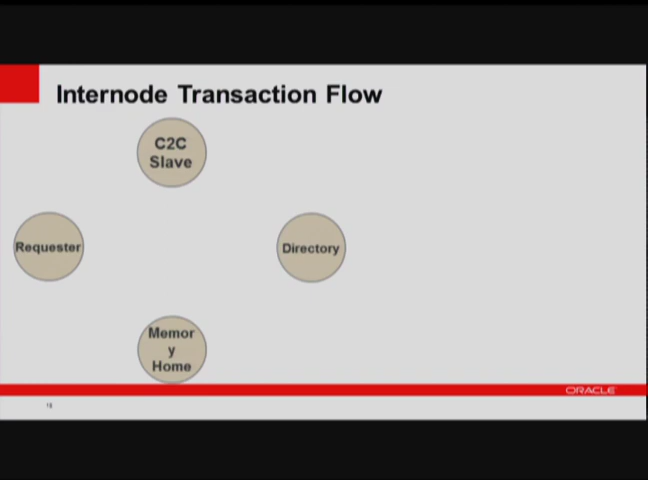 Internode Transaction Flow
C2C
Slave
Requester
Directory
Memor
y
Home
ORACLE